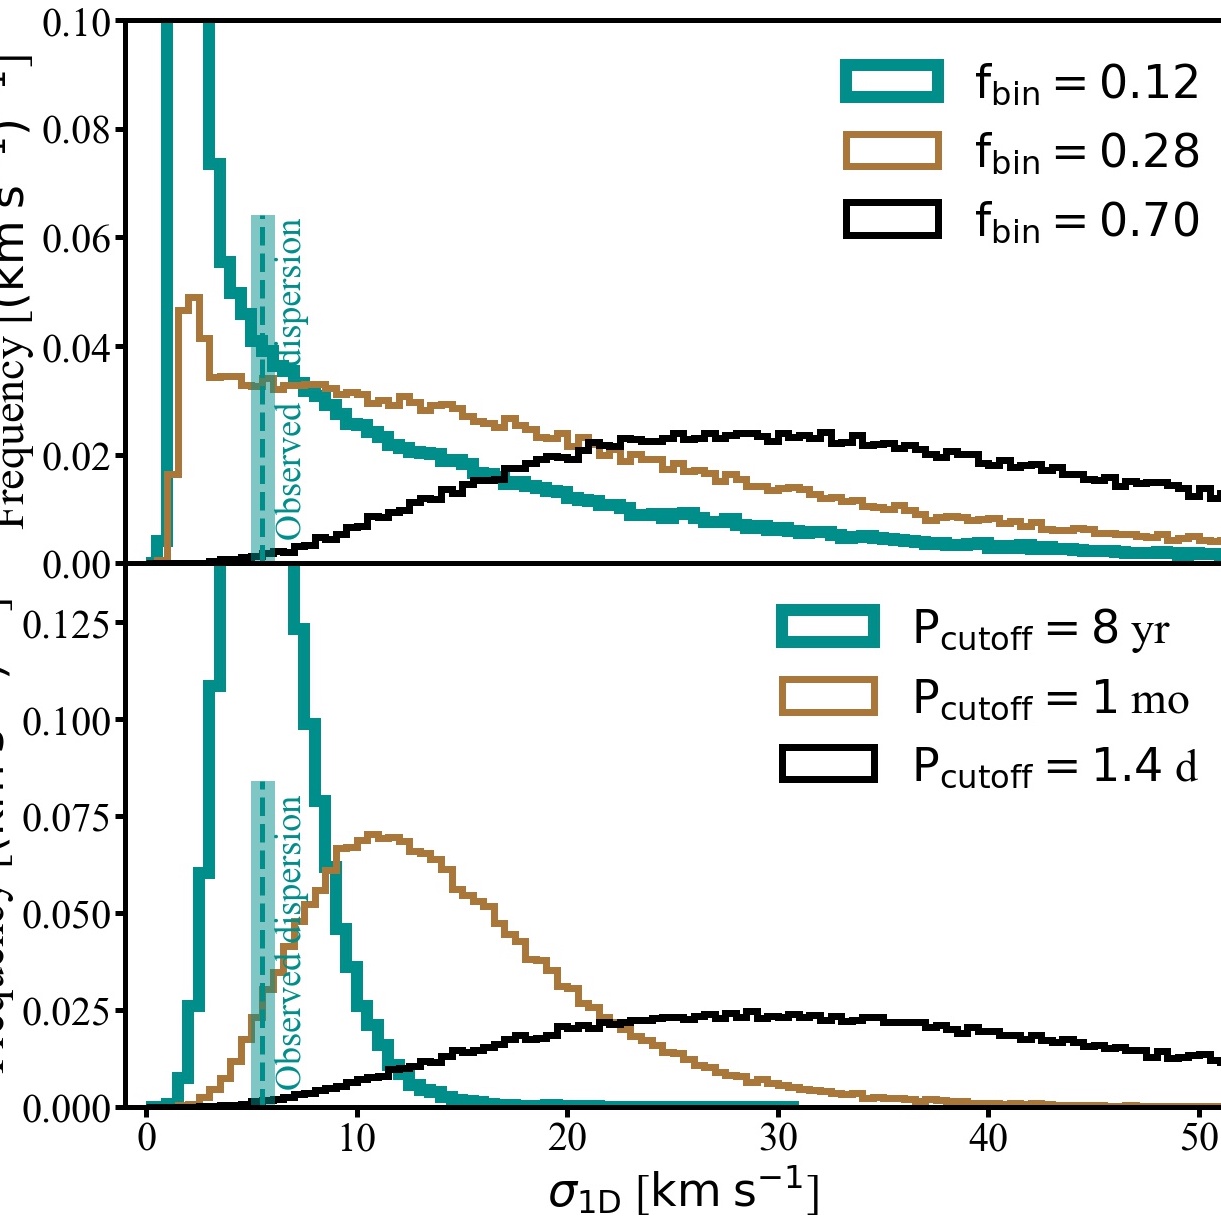 0.10
0.08
0.06
0.04
0.02
0.00
Frequency [(km s
f_bin = 0.12
f_bin = 0.28
f_bin = 0.70
Observed dispersion
0.125
0.100
0.075
0.050
0.025
0.000
P_cutoff = 8 yr
P_cutoff = 1 mo
P_cutoff = 1.4 d
Observed dispersion
0 10 20 30 40 50
σ_1D [km s⁻¹]